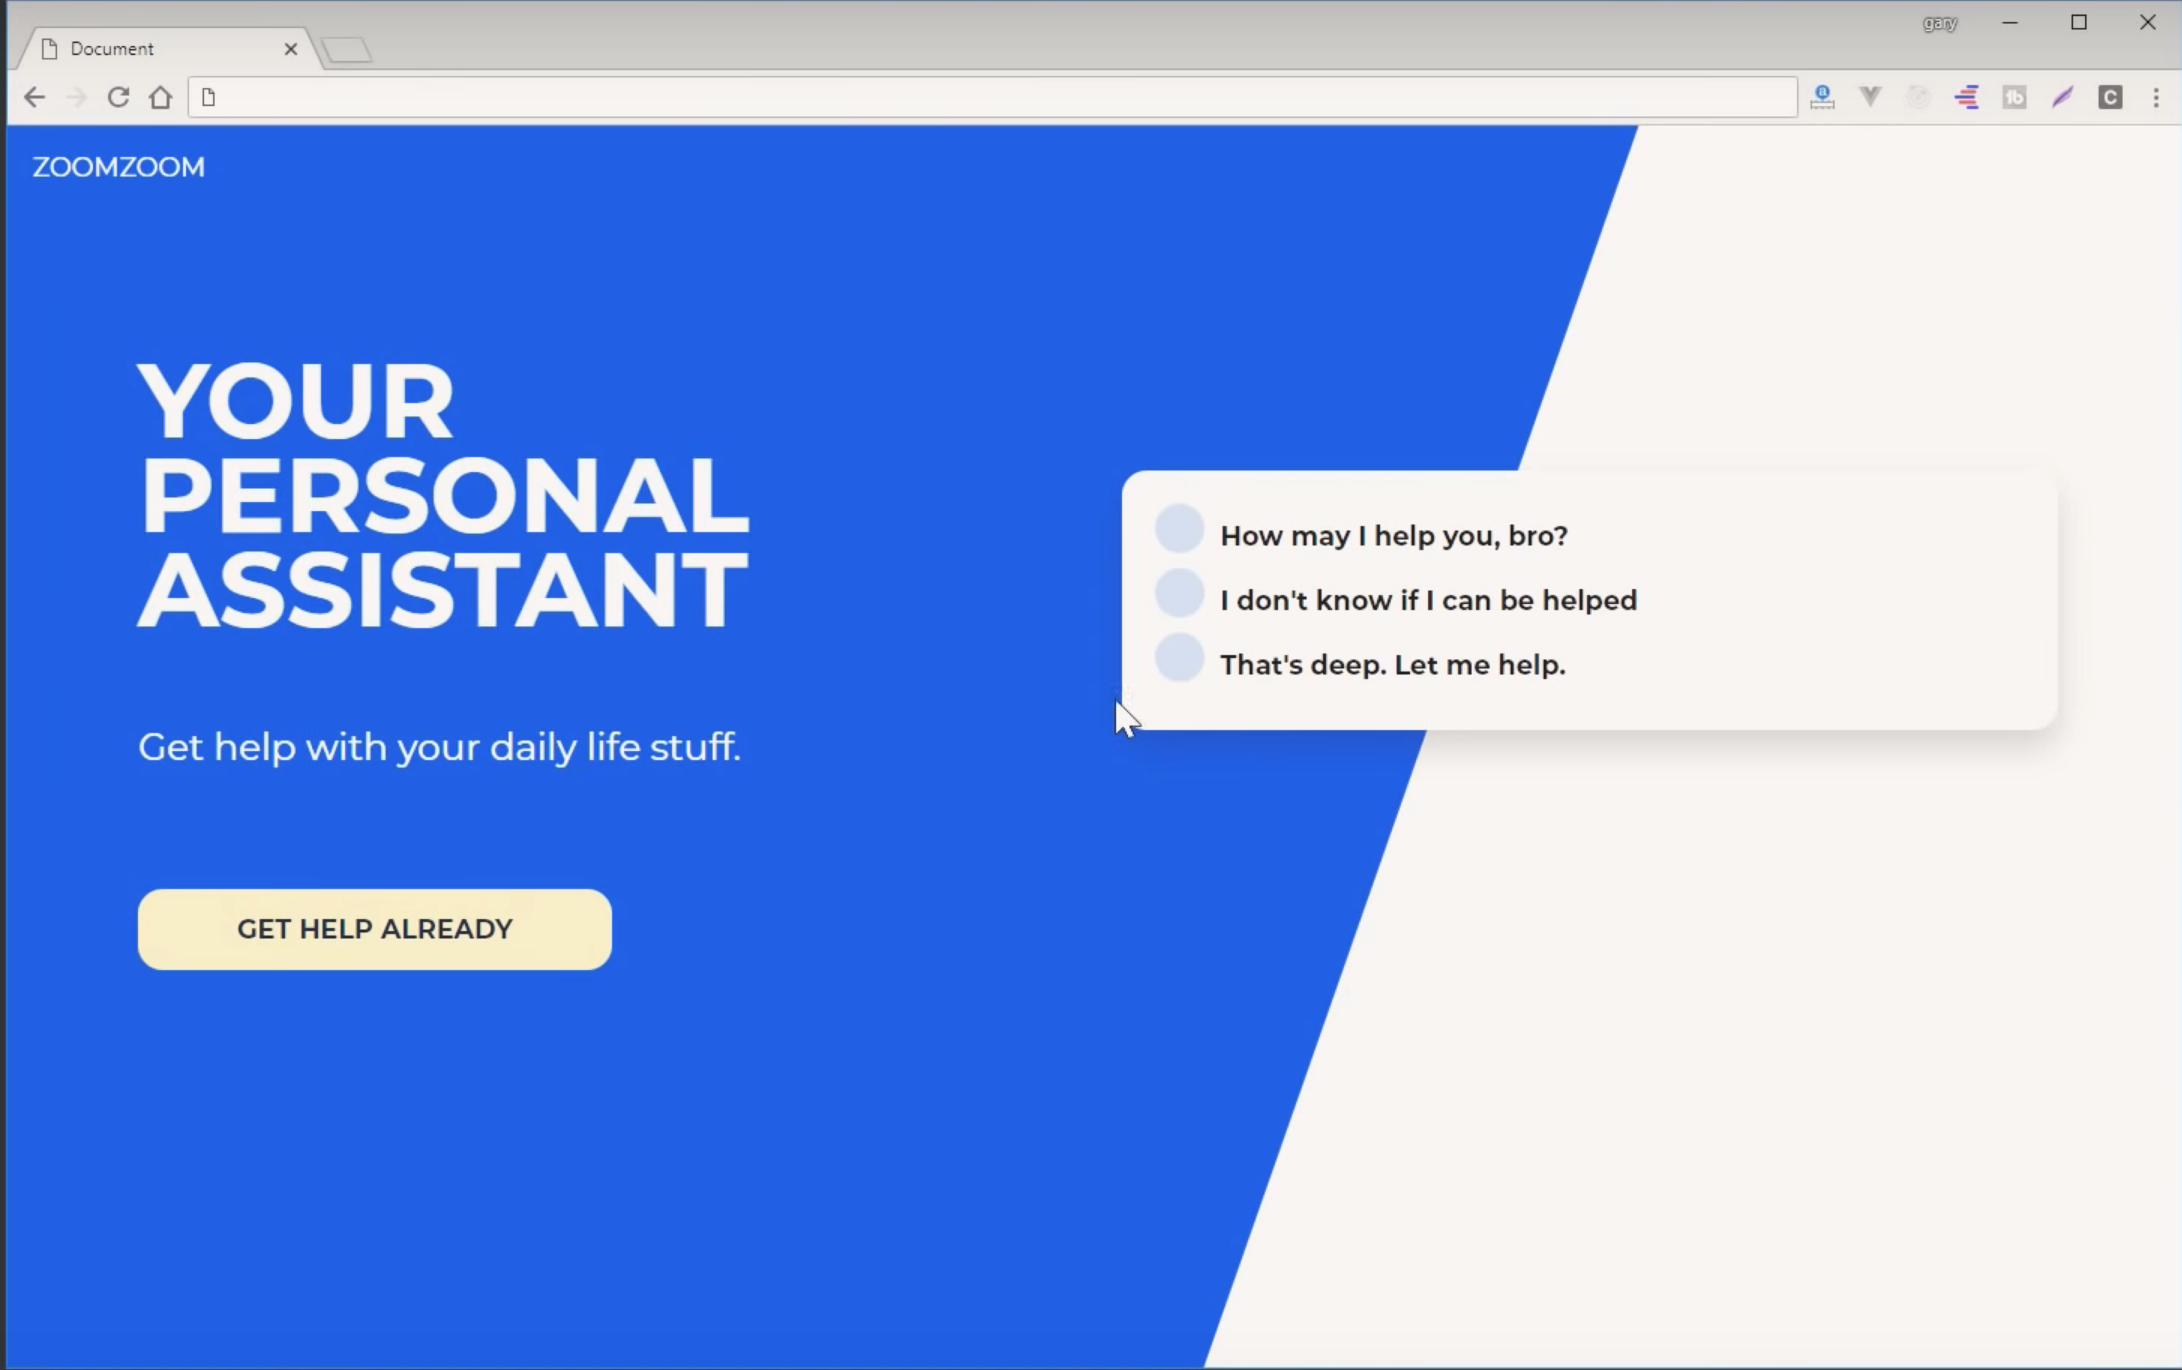 gary
Document
ZOOMZOOM
YOUR
PERSONAL
ASSISTANT
Get help with your daily life stuff.
GET HELP ALREADY
How may I help you, bro?
I don't know if I can be helped
That's deep. Let me help.